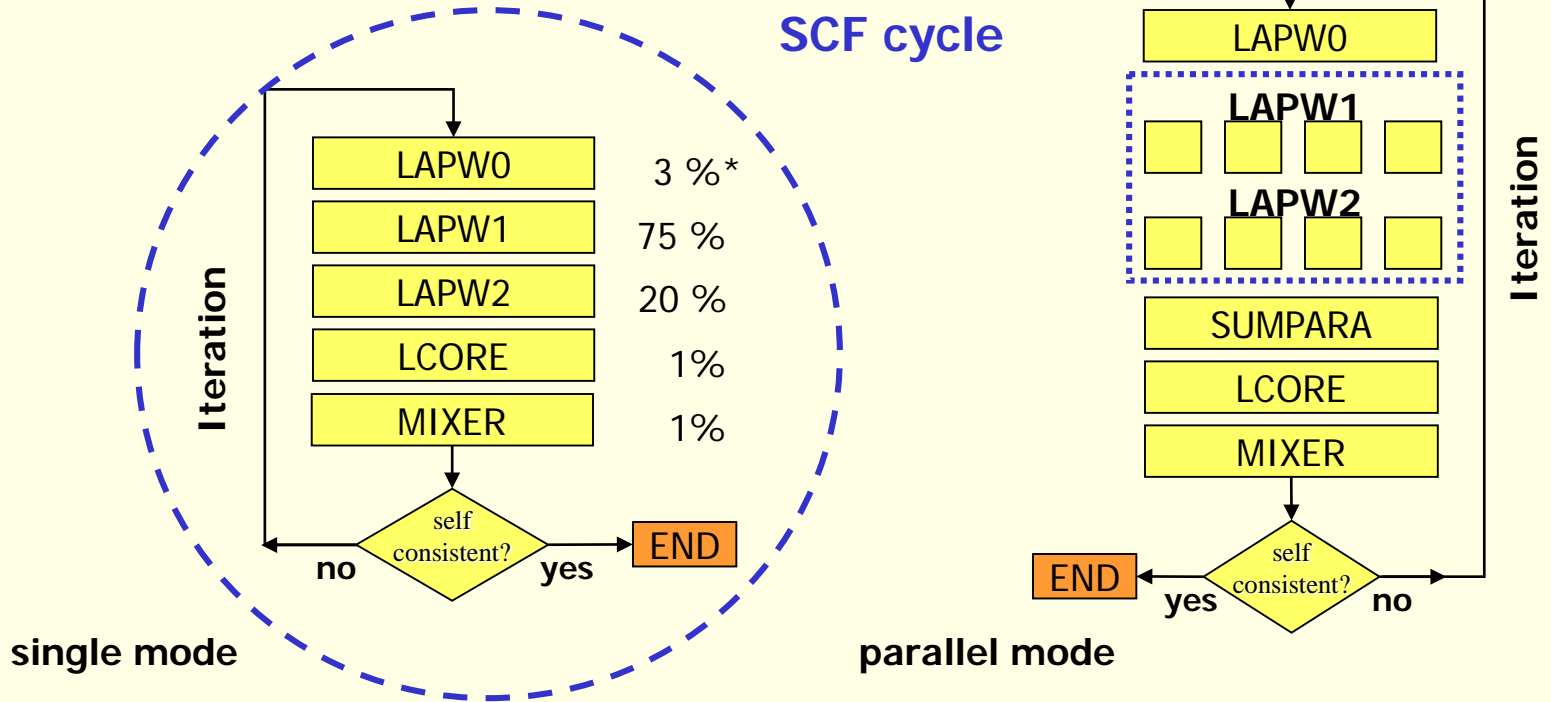 SCF cycle
Iteration
LAPW0
3 %*
LAPW1
75 %
LAPW2
20 %
LCORE
1%
MIXER
1%
self
consistent?
no
yes
END
single mode
LAPW0
LAPW1
LAPW2
SUMPARA
LCORE
MIXER
self
consistent?
END
yes
no
Iteration
parallel mode